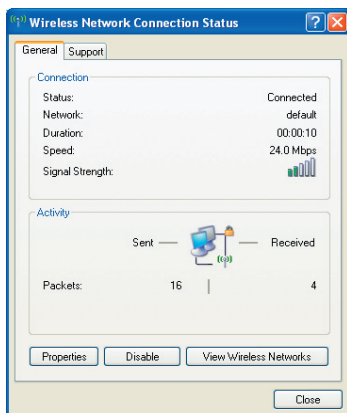 Wireless Network Connection Status
General Support
Connection
Status: Connected
Network: default
Duration: 00:00:10
Speed: 24.0 Mbps
Signal Strength:
Activity
Sent Received
Packets: 16 4
Properties Disable View Wireless Networks
Close